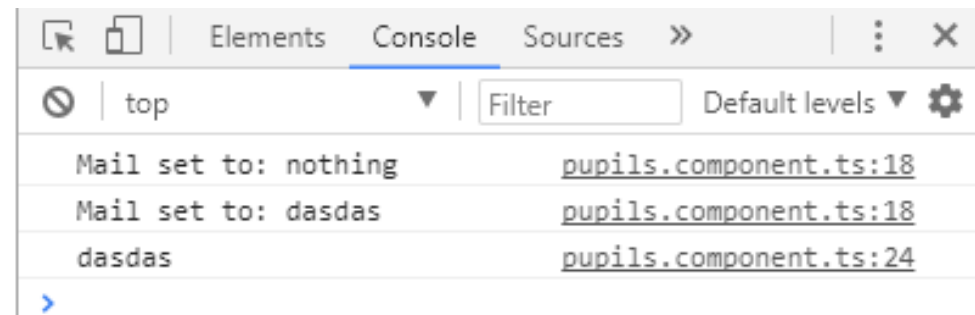 Elements Console Sources »
top Filter Default levels
Mail set to: nothing pupils.component.ts:18
Mail set to: dasdas pupils.component.ts:18
dasdas pupils.component.ts:24